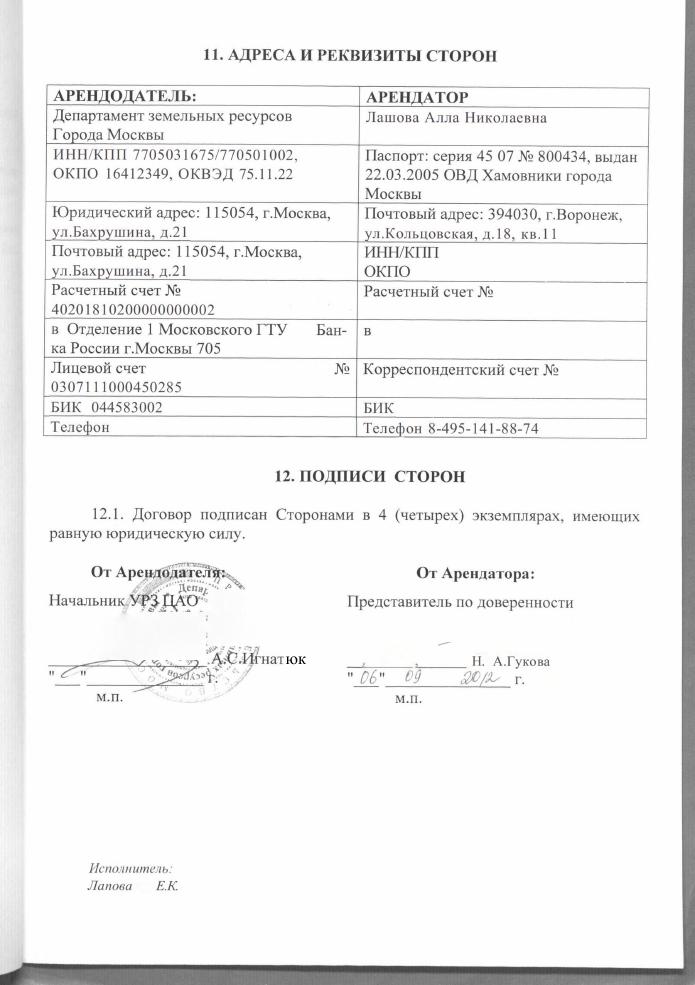 11. АДРЕСА И РЕКВИЗИТЫ СТОРОН
АРЕНДОДАТЕЛЬ:
АРЕНДАТОР
Департамент земельных ресурсов
Города Москвы
Лашова Алла Николаевна
ИНН/КПП 7705031675/770501002,
ОКПО 16412349, ОКВЭД 75.11.22
Паспорт: серия 45 07 № 800434, выдан
22.03.2005 ОВД Хамовники города
Москвы
Юридический адрес: 115054, г.Москва,
ул.Бахрушина, д.21
Почтовый адрес: 394030, г.Воронеж,
ул.Кольцовская, д.18, кв.11
Почтовый адрес: 115054, г.Москва,
ул.Бахрушина, д.21
ИНН/КПП
ОКПО
Расчетный счет №
40201810200000000002
Расчетный счет №
в Отделение 1 Московского ГТУ Бан-
ка России г.Москвы 705
в
Лицевой счет №
0307111000450285
Корреспондентский счет №
БИК 044583002
БИК
Телефон
Телефон 8-495-141-88-74
12. ПОДПИСИ СТОРОН
12.1. Договор подписан Сторонами в 4 (четырех) экземплярах, имеющих
равную юридическую силу.
От Арендодателя:
От Арендатора:
Начальник УРЗ ЦАО
Представитель по доверенности
А.С.Игнатюк
Н. А.Гукова
"___"______________ г.
"06" 09 2012 г.
м.п.
м.п.
Исполнитель:
Лапова Е.К.